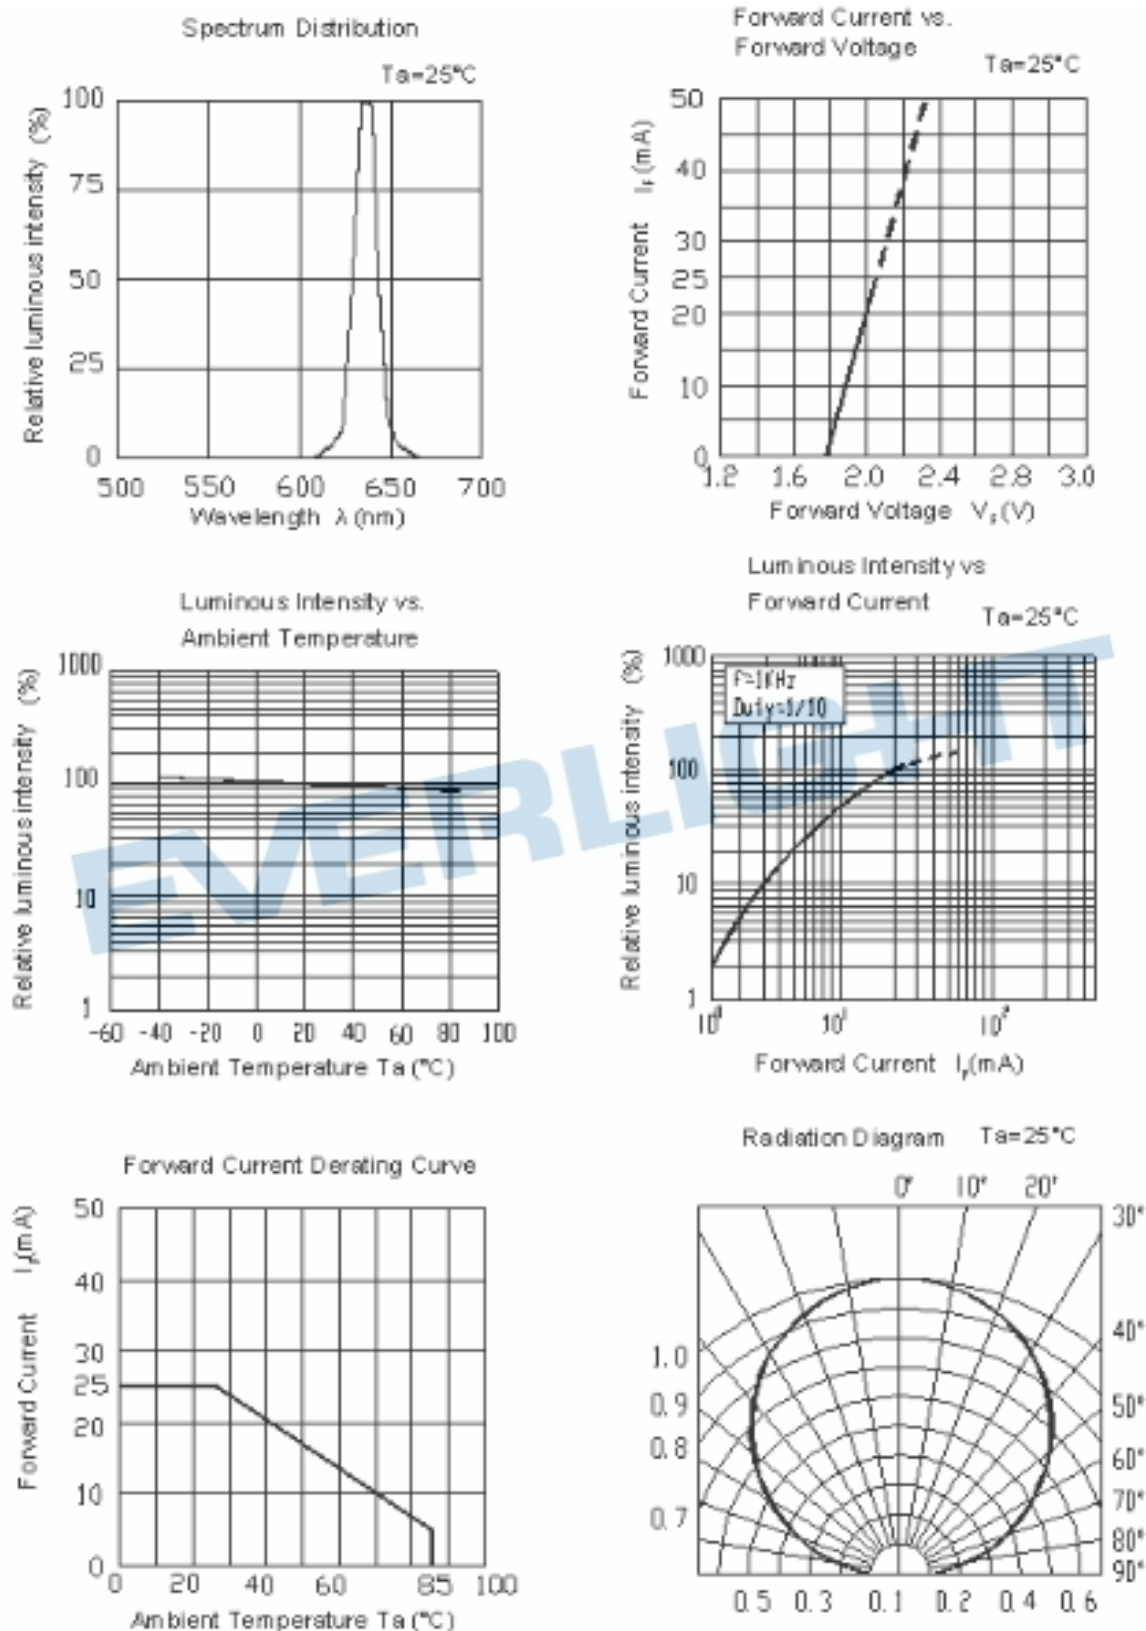 Spectrum Distribution
Ta=25°C
Relative luminous intensity (%)
100
75
50
25
0
500 550 600 650 700
Wavelength λ (nm)
Forward Current vs.
Forward Voltage
Ta=25°C
Forward Current I_F (mA)
50
40
30
25
20
10
0
1.2 1.6 2.0 2.4 2.8 3.0
Forward Voltage V_F (V)
Luminous Intensity vs.
Ambient Temperature
Relative luminous intensity (%)
1000
100
10
1
-60 -40 -20 0 20 40 60 80 100
Ambient Temperature Ta (°C)
Luminous Intensity vs
Forward Current
Ta=25°C
Relative luminous intensity (%)
1000
F=1KHz
Duty=1/10
100
10
1
10⁰ 10¹ 10²
Forward Current I_F(mA)
EVERLIGHT
Forward Current Derating Curve
Forward Current I_F(mA)
50
40
30
25
20
10
0
0 20 40 60 85 100
Ambient Temperature Ta (°C)
Radiation Diagram Ta=25°C
0° 10° 20°
30°
40°
50°
60°
70°
80°
90°
1.0
0.9
0.8
0.7
0.5 0.3 0.1 0.2 0.4 0.6